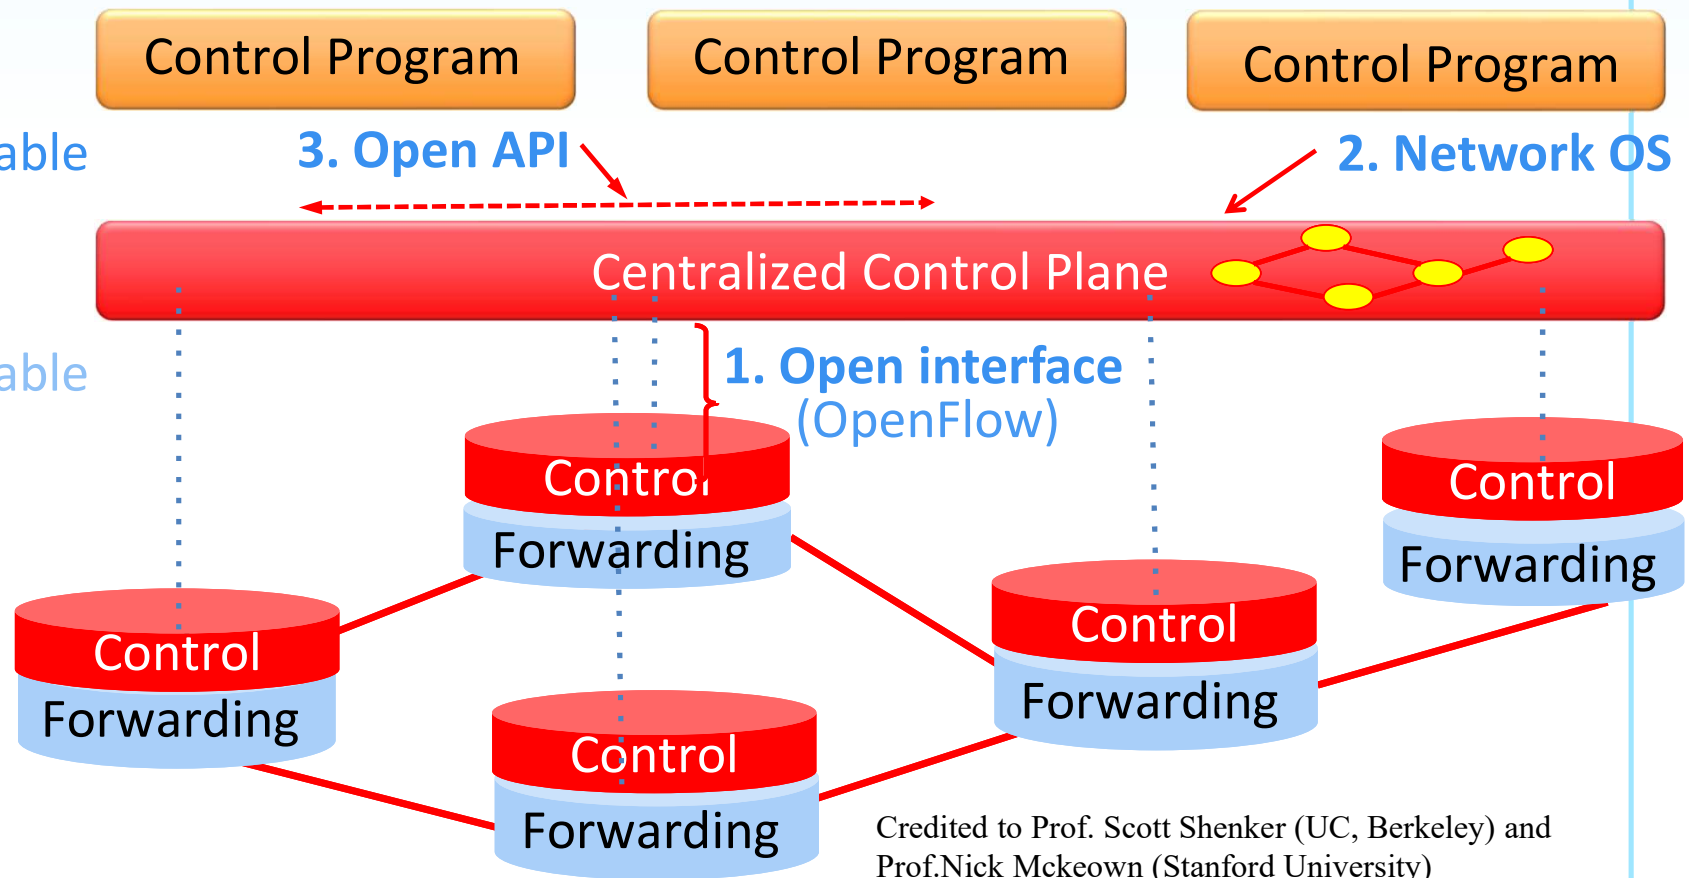 Control Program
Control Program
Control Program
able
3. Open API
2. Network OS
Centralized Control Plane
able
1. Open interface
(OpenFlow)
Control
Forwarding
Control
Forwarding
Control
Forwarding
Control
Forwarding
Control
Forwarding
Credited to Prof. Scott Shenker (UC, Berkeley) and
Prof.Nick Mckeown (Stanford University)